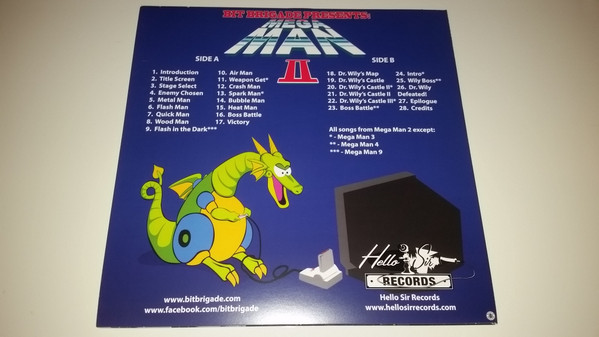 BIT BRIGADE PRESENTS:
MEGA
MAN
II
SIDE A
1. Introduction
2. Title Screen
3. Stage Select
4. Enemy Chosen
5. Metal Man
6. Flash Man
7. Quick Man
8. Wood Man
9. Flash in the Dark***
10. Air Man
11. Weapon Get*
12. Crash Man
13. Spark Man*
14. Bubble Man
15. Heat Man
16. Boss Battle
17. Victory
SIDE B
18. Dr. Wily's Map
19. Dr. Wily's Castle
20. Dr. Wily's Castle II*
21. Dr. Wily's Castle II
22. Dr. Wily's Castle III*
23. Boss Battle**
24. Intro*
25. Wily Boss**
26. Dr. Wily
Defeated!
27. Epilogue
28. Credits
All songs from Mega Man 2 except:
* - Mega Man 3
** - Mega Man 4
*** - Mega Man 9
Hello Sir
RECORDS
Hello Sir Records
www.hellosirrecords.com
www.bitbrigade.com
www.facebook.com/bitbrigade